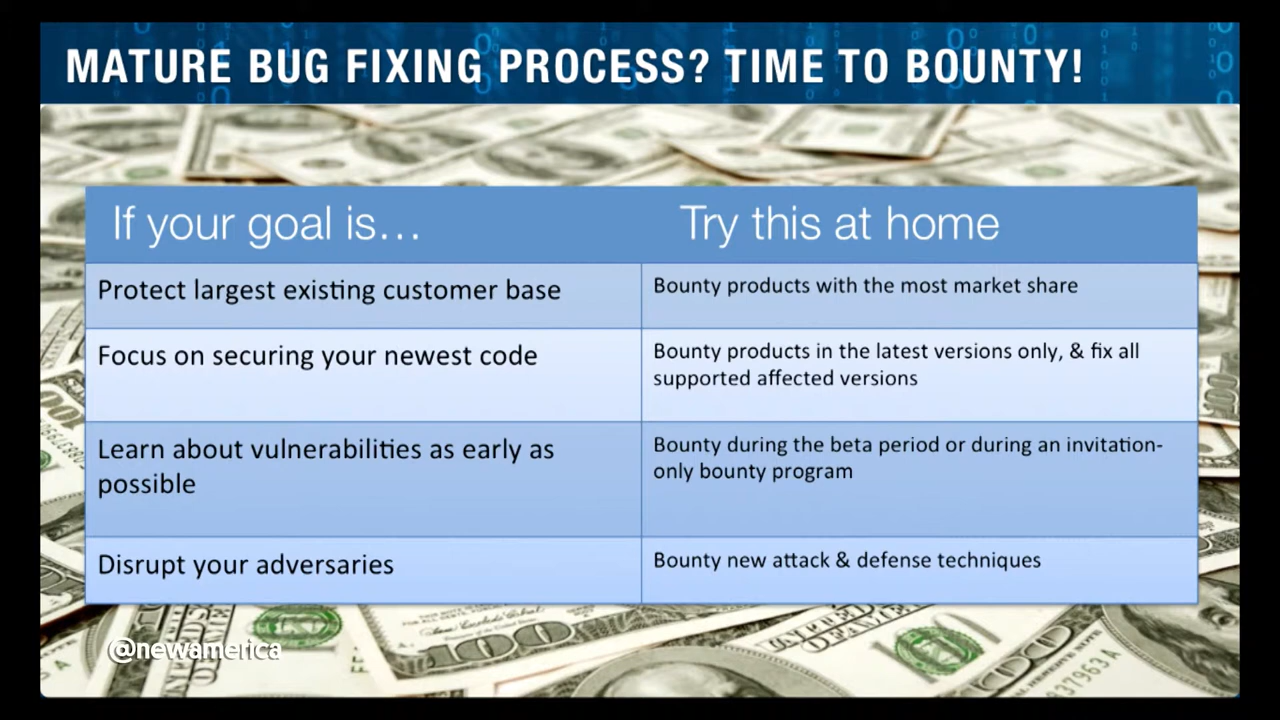 MATURE BUG FIXING PROCESS? TIME TO BOUNTY!
If your goal is...
Try this at home
Protect largest existing customer base
Bounty products with the most market share
Focus on securing your newest code
Bounty products in the latest versions only, & fix all
supported affected versions
Learn about vulnerabilities as early as
possible
Bounty during the beta period or during an invitation-
only bounty program
Disrupt your adversaries
Bounty new attack & defense techniques
@newamerica
100